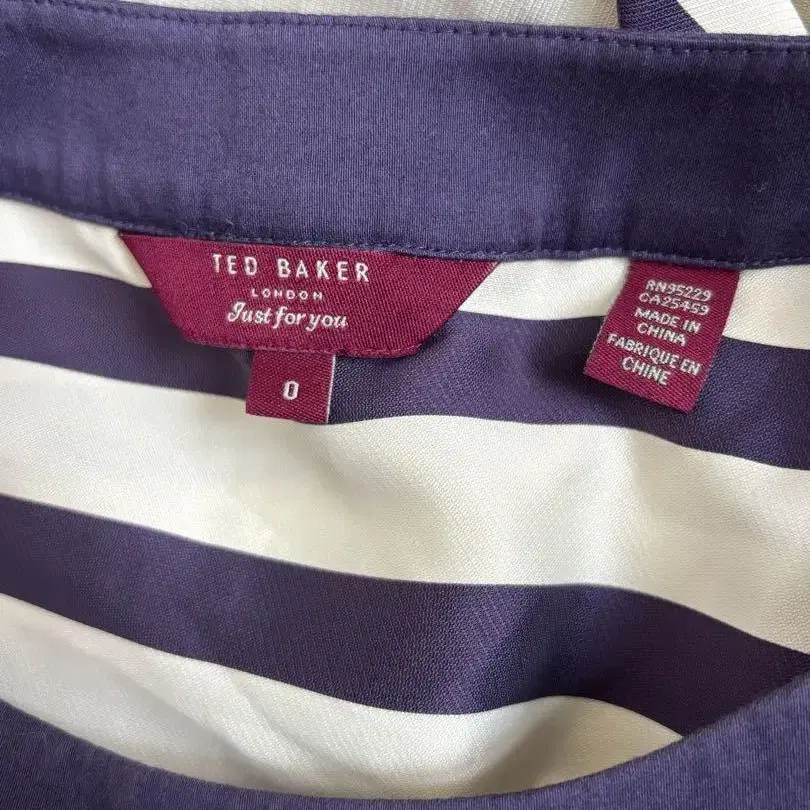 TED BAKER
LONDON
Just for you
0
RN95229
CA25459
MADE IN
CHINA
FABRIQUE EN
CHINE